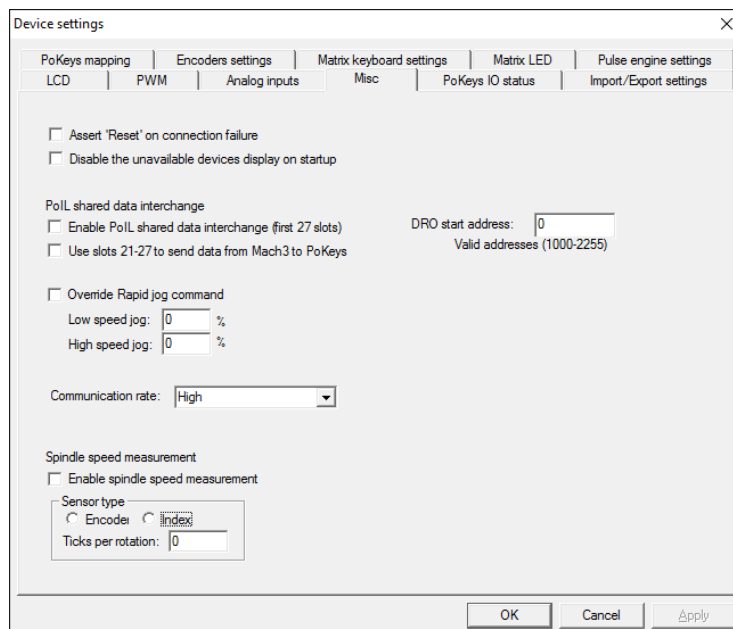 Device settings
PoKeys mapping Encoders settings Matrix keyboard settings Matrix LED Pulse engine settings
LCD PWM Analog inputs Misc PoKeys IO status Import/Export settings
Assert 'Reset' on connection failure
Disable the unavailable devices display on startup
PoIL shared data interchange
Enable PoIL shared data interchange (first 27 slots) DRO start address: 0
Use slots 21-27 to send data from Mach3 to PoKeys Valid addresses (1000-2255)
Override Rapid jog command
Low speed jog: 0 %
High speed jog: 0 %
Communication rate: High
Spindle speed measurement
Enable spindle speed measurement
Sensor type
Encoder Index
Ticks per rotation: 0
OK Cancel Apply